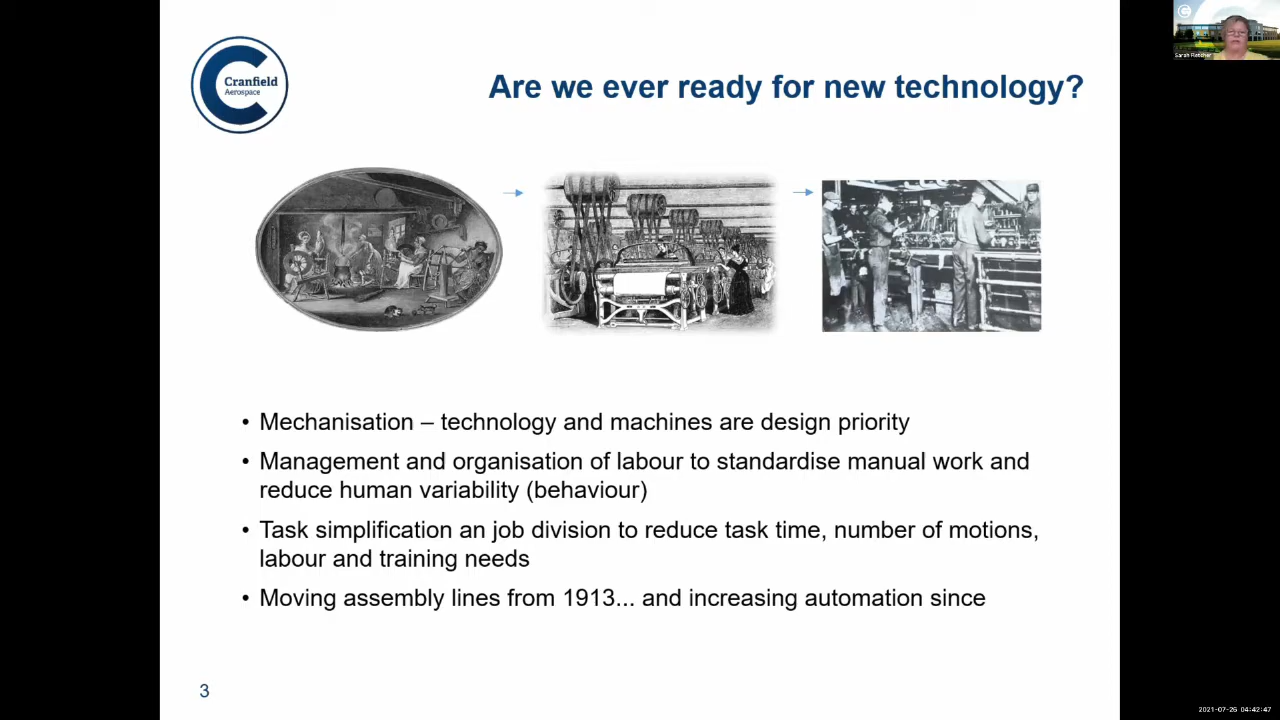 Cranfield
Aerospace
Are we ever ready for new technology?
Sarah Fletcher
• Mechanisation – technology and machines are design priority
• Management and organisation of labour to standardise manual work and
reduce human variability (behaviour)
• Task simplification an job division to reduce task time, number of motions,
labour and training needs
• Moving assembly lines from 1913... and increasing automation since
3
2021-07-26 04:42:47